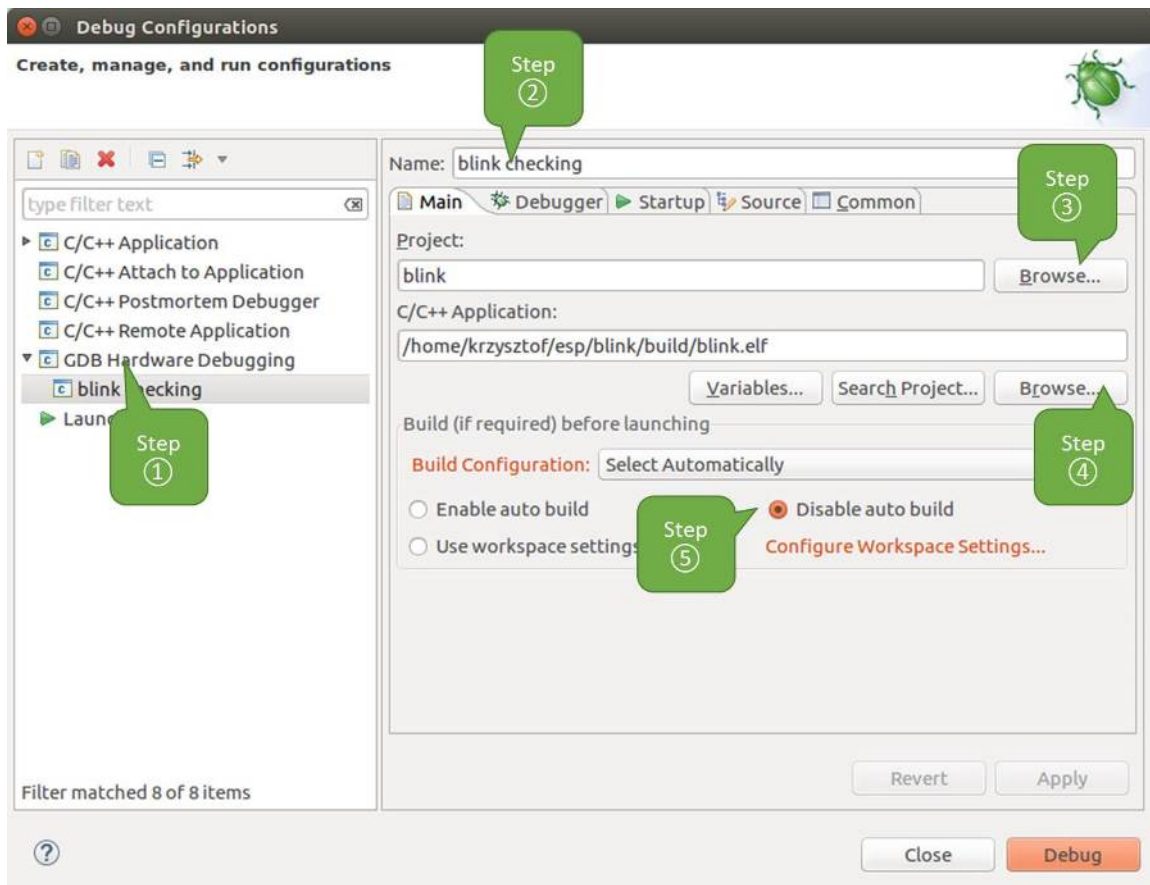 Debug Configurations
Create, manage, and run configurations
Step
②
Name: blink checking
type filter text
C/C++ Application
C/C++ Attach to Application
C/C++ Postmortem Debugger
C/C++ Remote Application
GDB Hardware Debugging
blink checking
Step
①
Main Debugger Startup Source Common
Step
③
Project:
blink
Browse...
C/C++ Application:
/home/krzysztof/esp/blink/build/blink.elf
Variables... Search Project... Browse...
Step
④
Build (if required) before launching
Build Configuration: Select Automatically
Enable auto build
Disable auto build
Step
⑤
Use workspace settings
Configure Workspace Settings...
Revert Apply
Filter matched 8 of 8 items
Close Debug